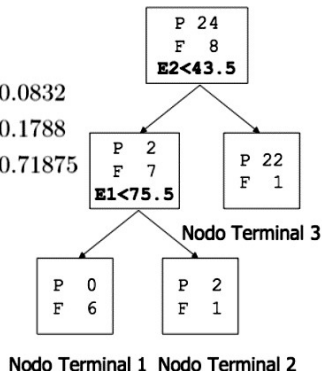 P 24
F 8
E2<43.5
0.0832
0.1788
0.71875
P 2
F 7
E1<75.5
P 22
F 1
Nodo Terminal 3
P 0
F 6
P 2
F 1
Nodo Terminal 1 Nodo Terminal 2